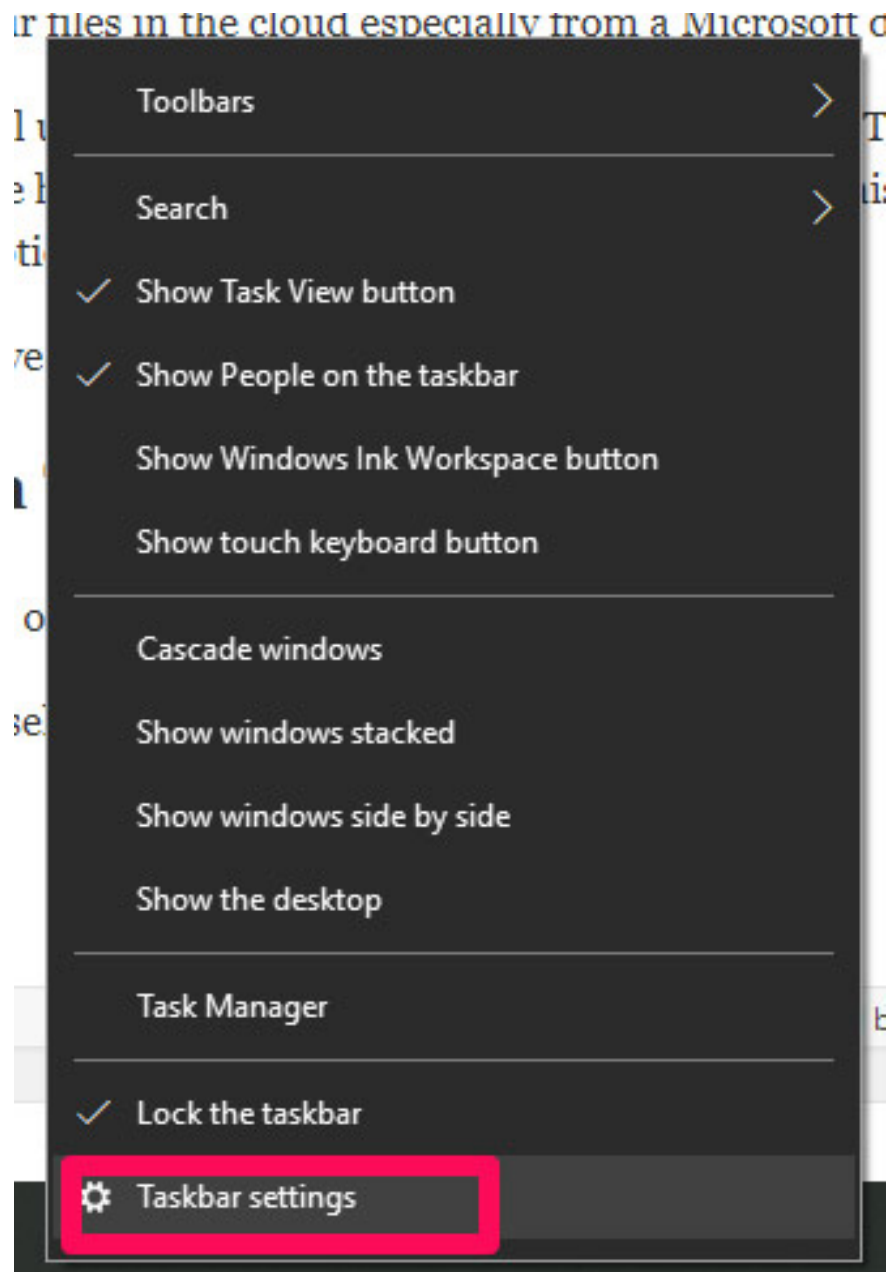 files in the cloud especially from a Microsoft
Toolbars
Search
Show Task View button
Show People on the taskbar
Show Windows Ink Workspace button
Show touch keyboard button
Cascade windows
Show windows stacked
Show windows side by side
Show the desktop
Task Manager
Lock the taskbar
Taskbar settings